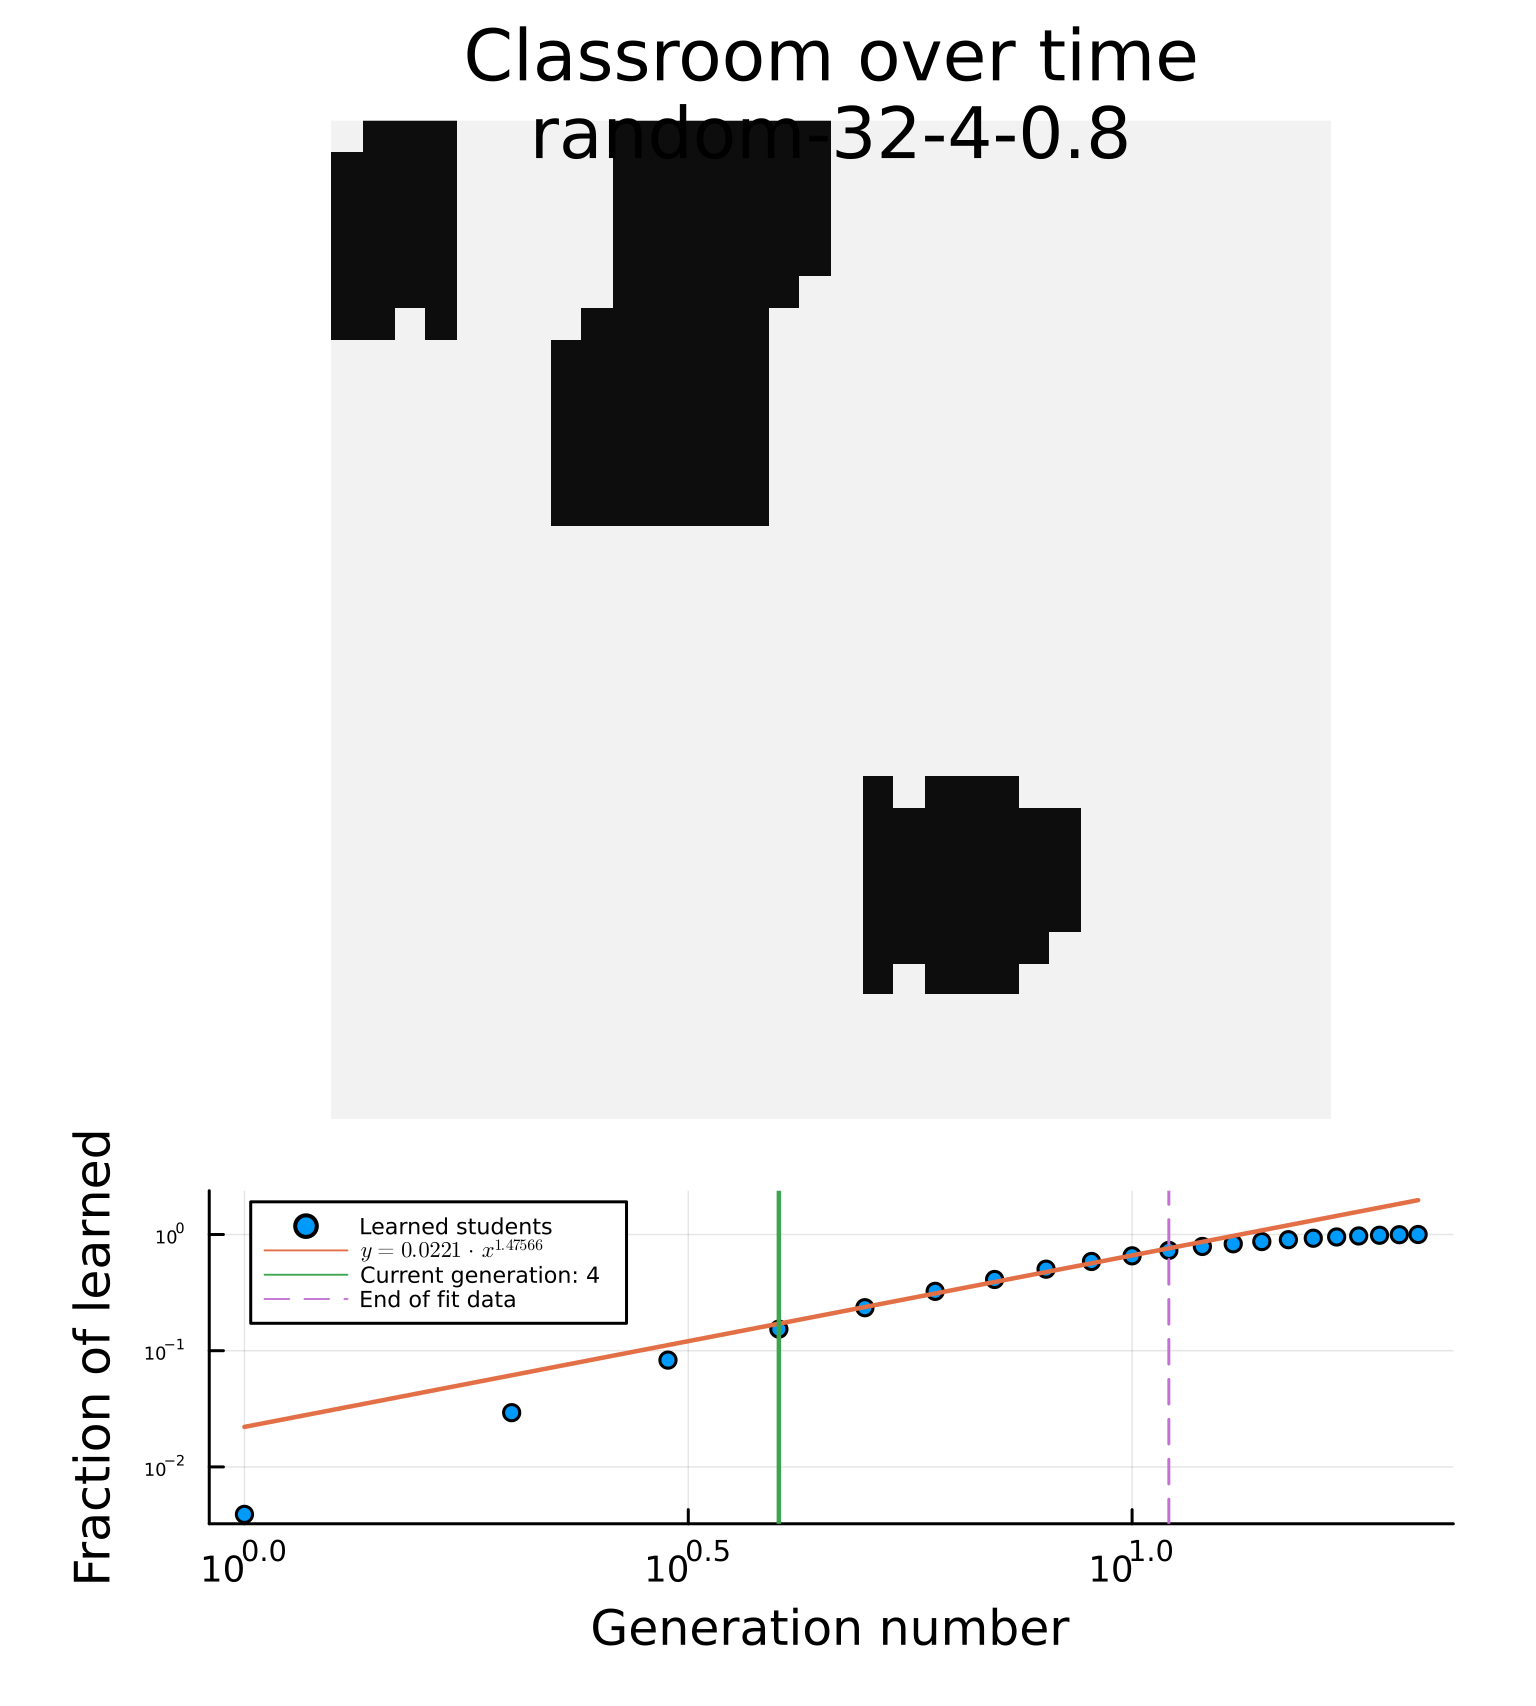 Classroom over time
random-32-4-0.8
Fraction of learned
10^0
10^−1
10^−2
Learned students
y = 0.0221 · x^1.47566
Current generation: 4
End of fit data
10^0.0
10^0.5
10^1.0
Generation number